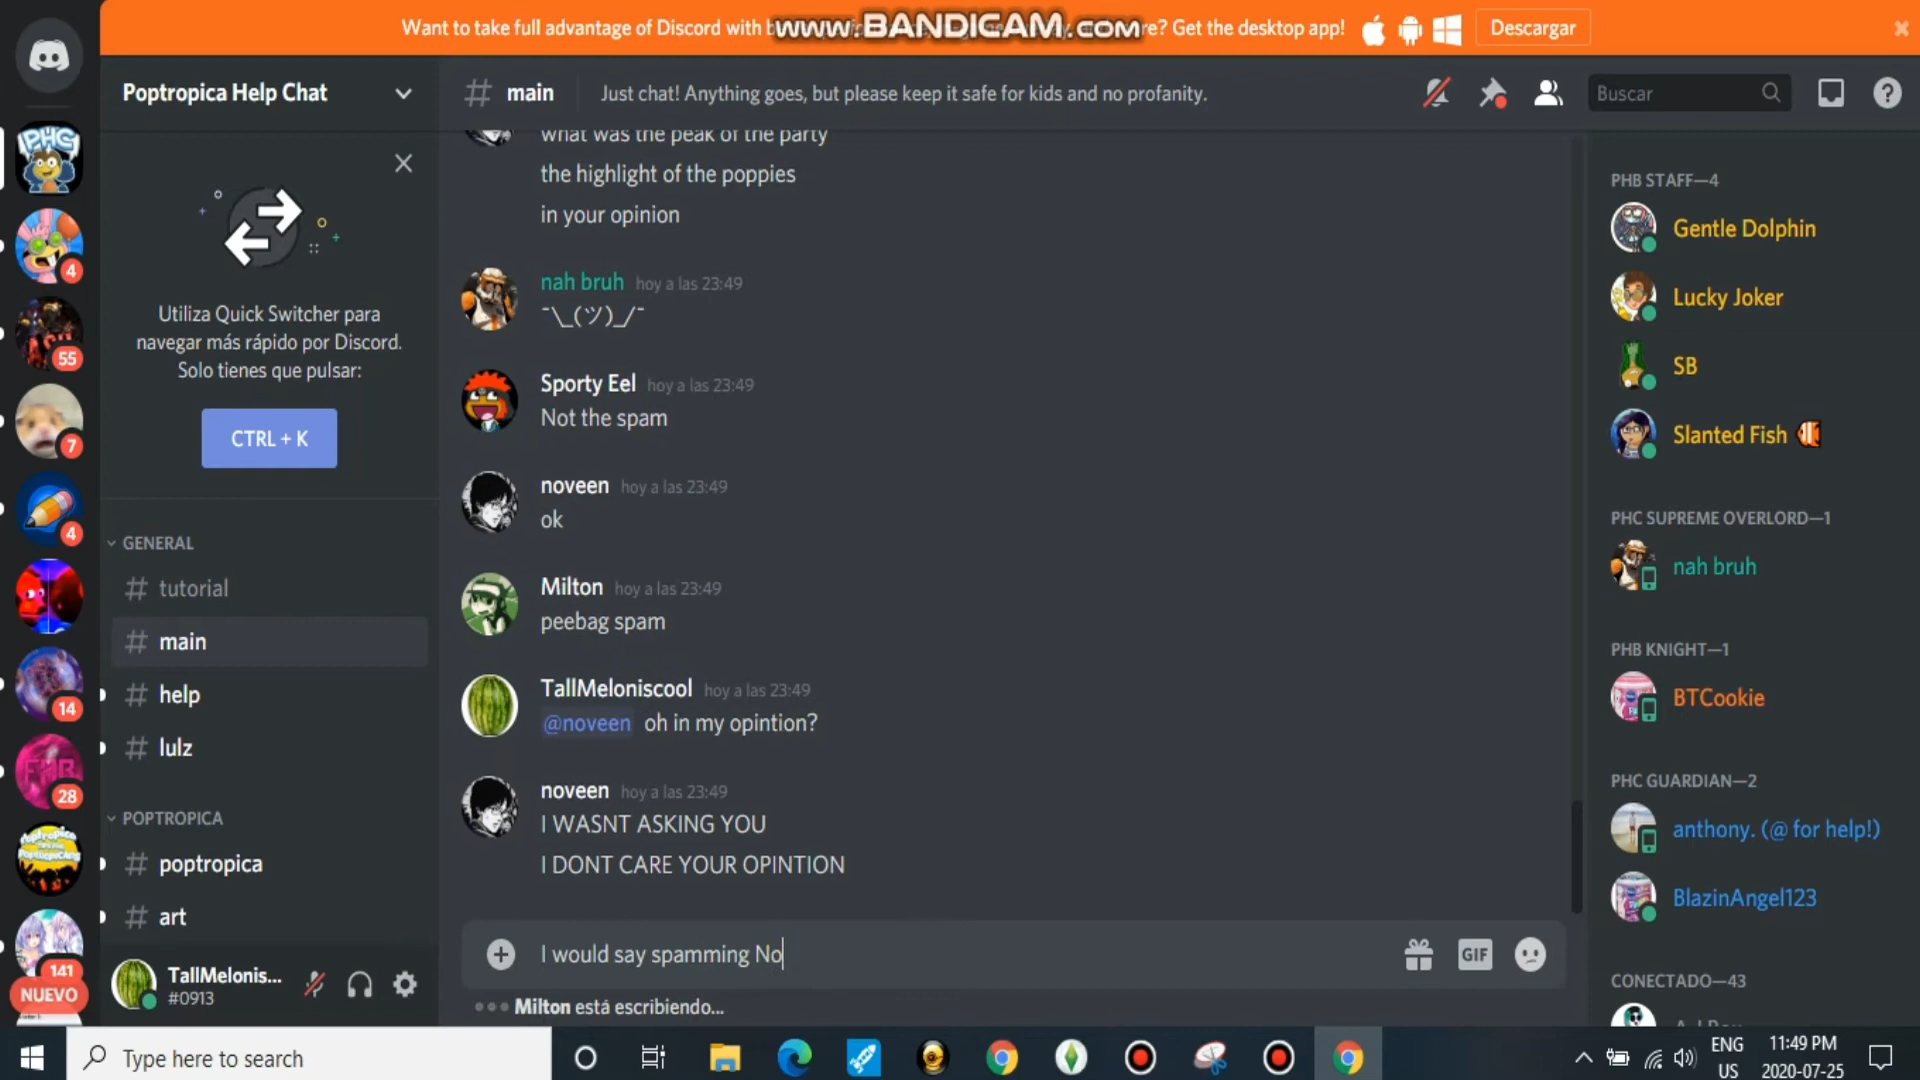 Want to take full advantage of Discord with b
www.BANDICAM.com
re? Get the desktop app!
Descargar
Poptropica Help Chat
# main
Just chat! Anything goes, but please keep it safe for kids and no profanity.
Buscar
PHC
4
55
7
4
14
28
141
NUEVO
Utiliza Quick Switcher para
navegar más rápido por Discord.
Solo tienes que pulsar:
CTRL + K
GENERAL
# tutorial
# main
# help
# lulz
POPTROPICA
# poptropica
# art
TallMelonis...
#0913
what was the peak of the party
the highlight of the poppies
in your opinion
nah bruh hoy a las 23:49
¯\_(ツ)_/¯
Sporty Eel hoy a las 23:49
Not the spam
noveen hoy a las 23:49
ok
Milton hoy a las 23:49
peebag spam
TallMeloniscool hoy a las 23:49
@noveen oh in my opintion?
noveen hoy a las 23:49
I WASNT ASKING YOU
I DONT CARE YOUR OPINTION
I would say spamming No
GIF
Milton está escribiendo...
PHB STAFF—4
Gentle Dolphin
Lucky Joker
SB
Slanted Fish
PHC SUPREME OVERLORD—1
nah bruh
PHB KNIGHT—1
BTCookie
PHC GUARDIAN—2
anthony. (@ for help!)
BlazinAngel123
CONECTADO—43
Type here to search
ENG
US
11:49 PM
2020-07-25